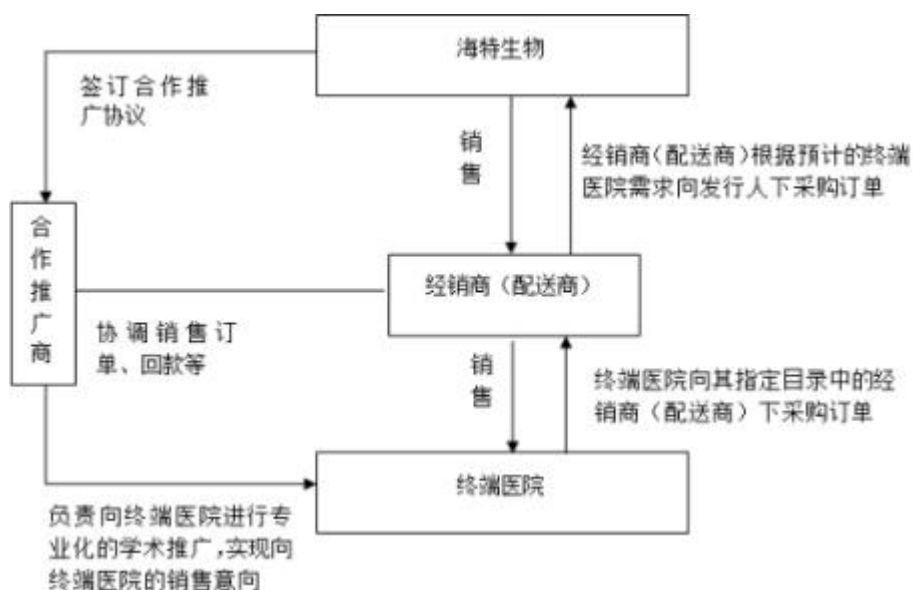 海特生物
签订合作推
广协议
销
售
经销商(配送商)根据预计的终端
医院需求向发行人下采购订单
合
作
推
广
商
经销商（配送商）
协调销售订
单、回款等
销
售
终端医院向其指定目录中的经
销商（配送商）下采购订单
终端医院
负责向终端医院进行专
业化的学术推广,实现向
终端医院的销售意向